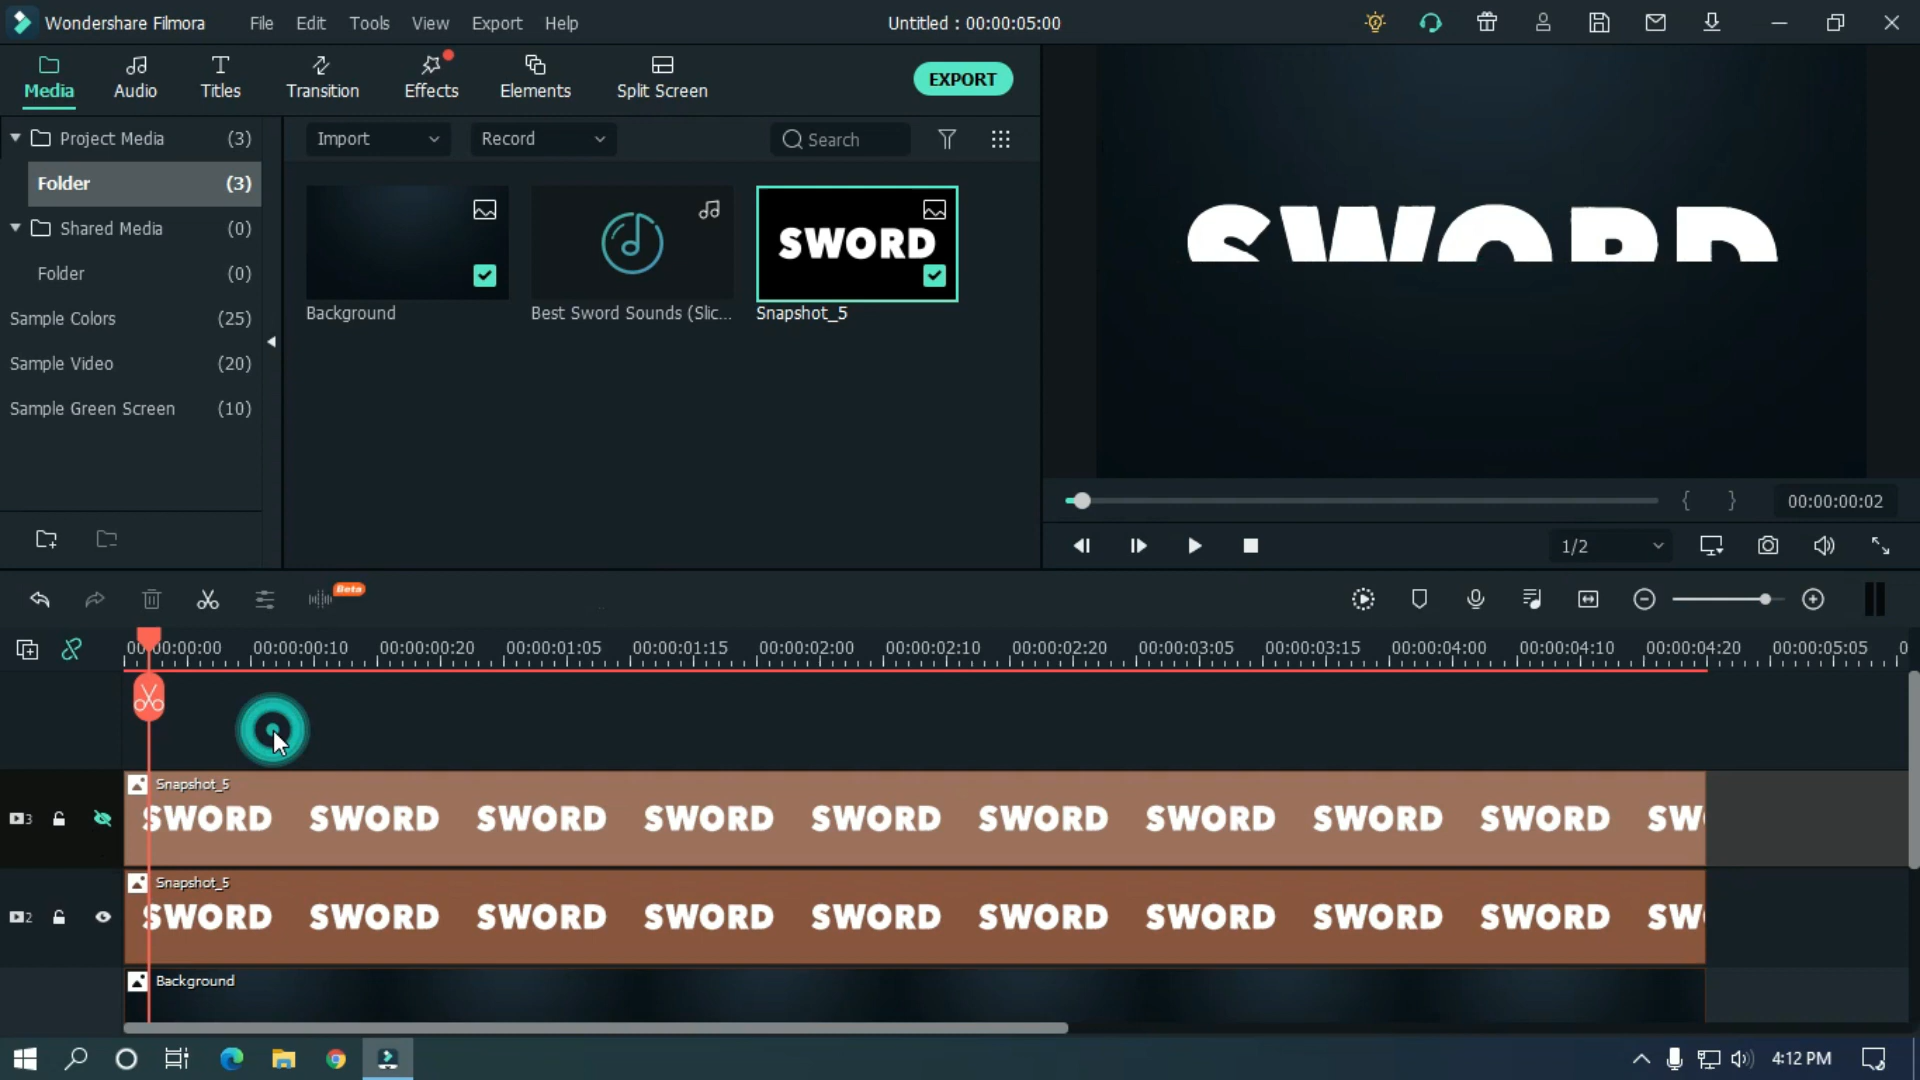 Wondershare Filmora File Edit Tools View Export Help Untitled : 00:00:05:00
Media Audio Titles Transition Effects Elements Split Screen EXPORT
Project Media (3) Import Record Search
Folder (3)
Shared Media (0)
Folder (0)
Sample Colors (25)
Sample Video (20)
Sample Green Screen (10)
SWORD
Background Best Sword Sounds (Slic... Snapshot_5
SWORD
00:00:00:02
1/2
Beta
00:00:00:00 00:00:00:10 00:00:00:20 00:00:01:05 00:00:01:15 00:00:02:00 00:00:02:10 00:00:02:20 00:00:03:05 00:00:03:15 00:00:04:00 00:00:04:10 00:00:04:20 00:00:05:05 0
Snapshot_5
3 SWORD SWORD SWORD SWORD SWORD SWORD SWORD SWORD SWORD SW
Snapshot_5
2 SWORD SWORD SWORD SWORD SWORD SWORD SWORD SWORD SWORD SW
Background
4:12 PM